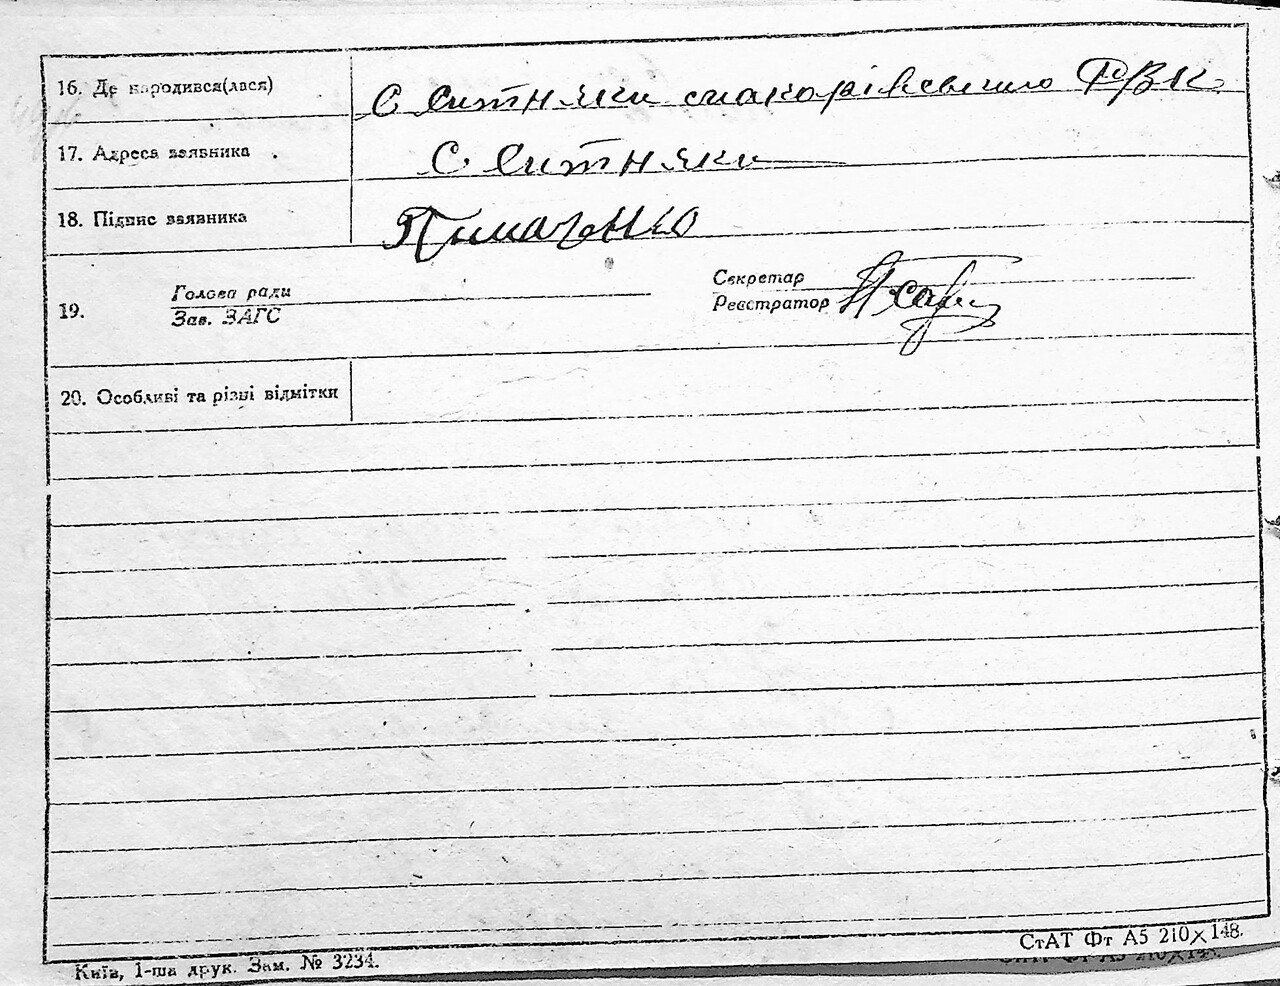 16. Де народився(лася) С Ситняки макарівського РВК
17. Адреса заявника С Ситняки
18. Підпис заявника Тимченко
19. Голова ради
Зав. ЗАГС
Секретар
Реєстратор
20. Особливі та різні відмітки
СтАТ Фт А5 210×148.
Київ, 1-ша друк. Зам. № 3234.